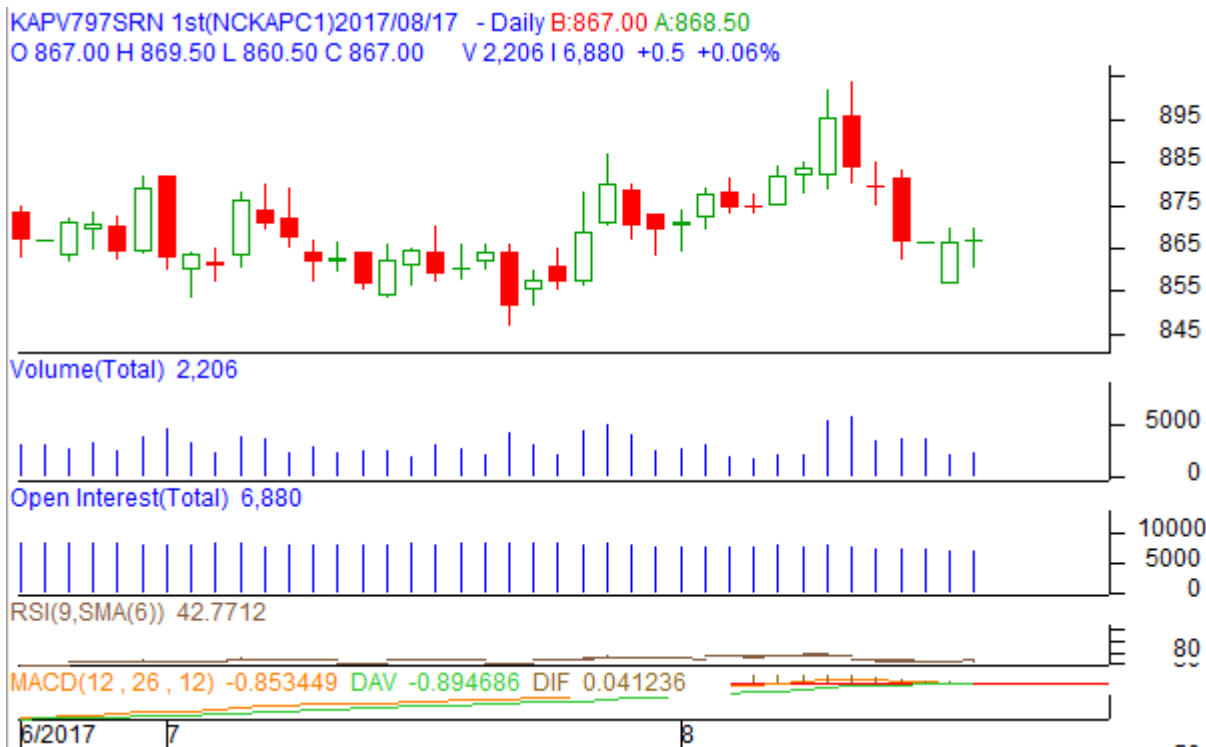 KAPV797SRN 1st(NCKAPC1)2017/08/17 - Daily B:867.00 A:868.50
O 867.00 H 869.50 L 860.50 C 867.00 V 2,206 I 6,880 +0.5 +0.06%
895
885
875
865
855
845
Volume(Total) 2,206
5000
0
Open Interest(Total) 6,880
10000
5000
0
RSI(9,SMA(6)) 42.7712
80
MACD(12 , 26 , 12) -0.853449 DAV -0.894686 DIF 0.041236
6/2017 7 8